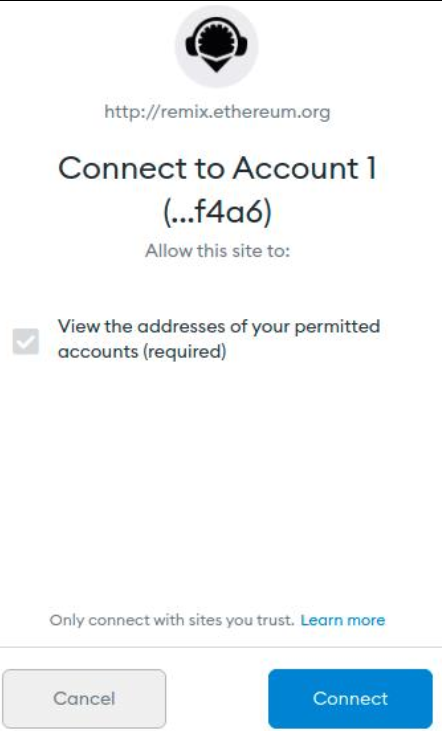 http://remix.ethereum.org
Connect to Account 1
(...f4a6)
Allow this site to:
View the addresses of your permitted
accounts (required)
Only connect with sites you trust. Learn more
Cancel
Connect